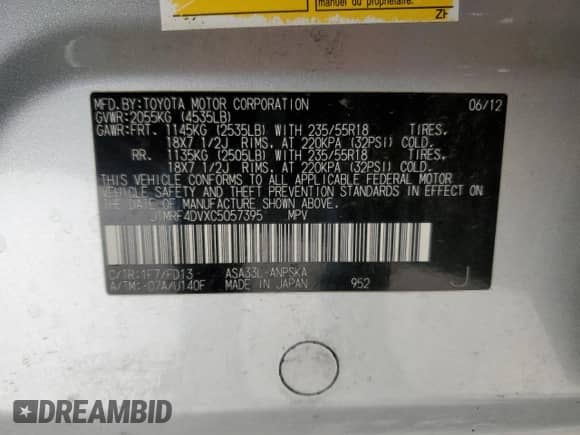 manuel du propriétaire.
MFD.BY:TOYOTA MOTOR CORPORATION 06/12
GVWR:2055KG (4535LB)
GAWR:FRT. 1145KG (2535LB) WITH 235/55R18 TIRES.
18X7 1/2J RIMS. AT 220KPA (32PSI) COLD.
RR. 1135KG (2505LB) WITH 235/55R18 TIRES.
18X7 1/2J RIMS. AT 220KPA (32PSI) COLD.
THIS VEHICLE CONFORMS TO ALL APPLICABLE FEDERAL MOTOR
VEHICLE SAFETY AND THEFT PREVENTION STANDARDS IN EFFECT
ON THE DATE OF MANUFACTURE SHOWN ABOVE.
MPV
C/TR:1F7/FD13 ASA33L-ANPSKA
A/TM:-07A/U140F MADE IN JAPAN 952 J
DREAMBID